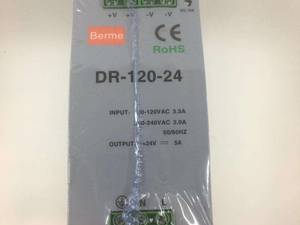 +V +V -V -V
Berme
CE
RoHS
DR-120-24
INPUT: 100-120VAC 3.3A
200-240VAC 2.0A
50/60HZ
OUTPUT: +24V ⎓ 5A
N L